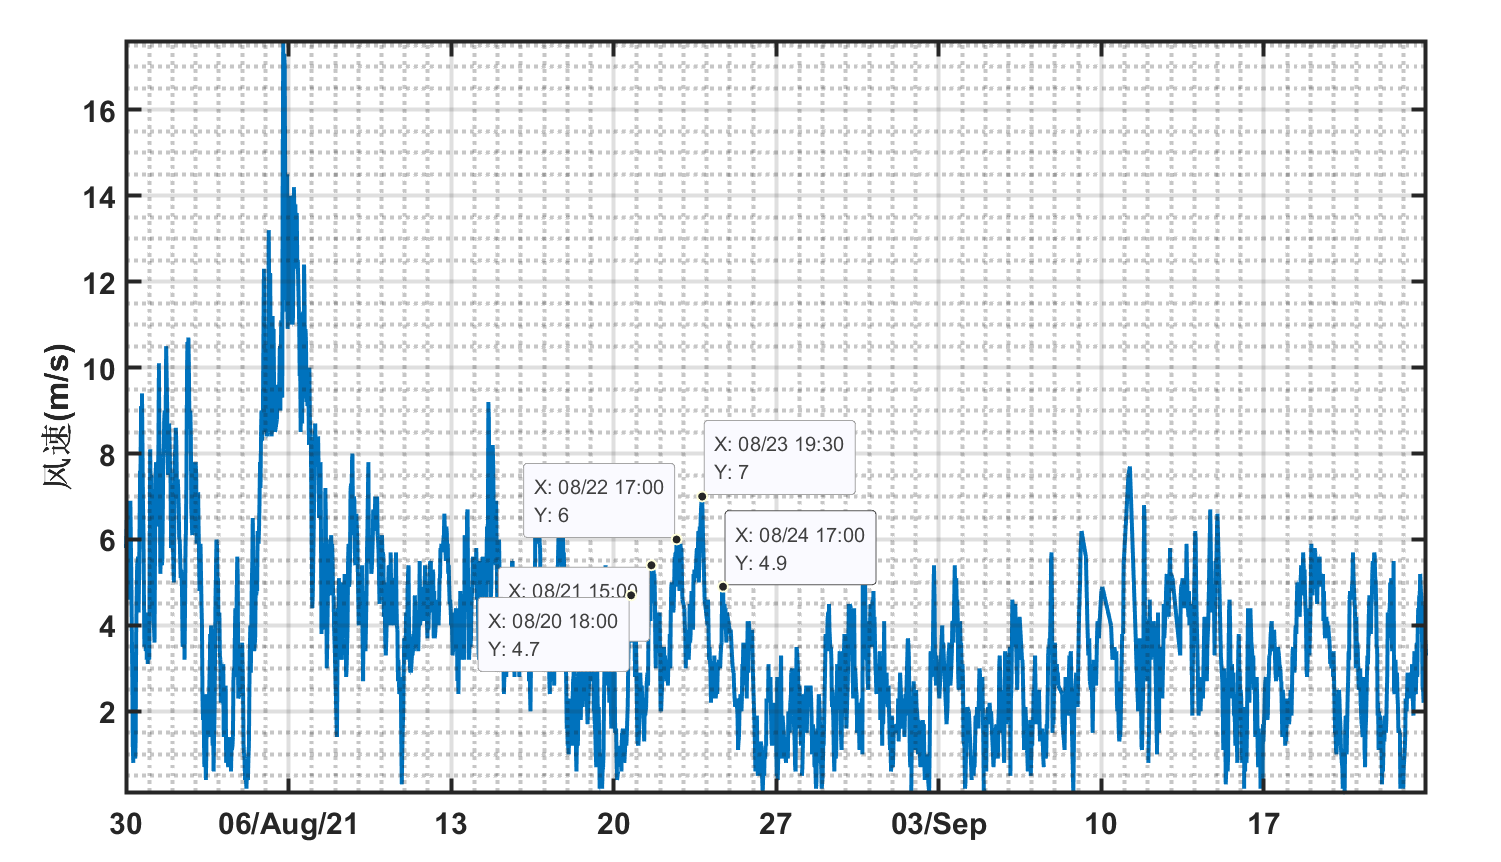 16
14
12
10
8
6
4
2
风速(m/s)
X: 08/23 19:30
Y: 7
X: 08/22 17:00
Y: 6
X: 08/24 17:00
Y: 4.9
X: 08/21 15:00
X: 08/20 18:00
Y: 4.7
30 06/Aug/21 13 20 27 03/Sep 10 17